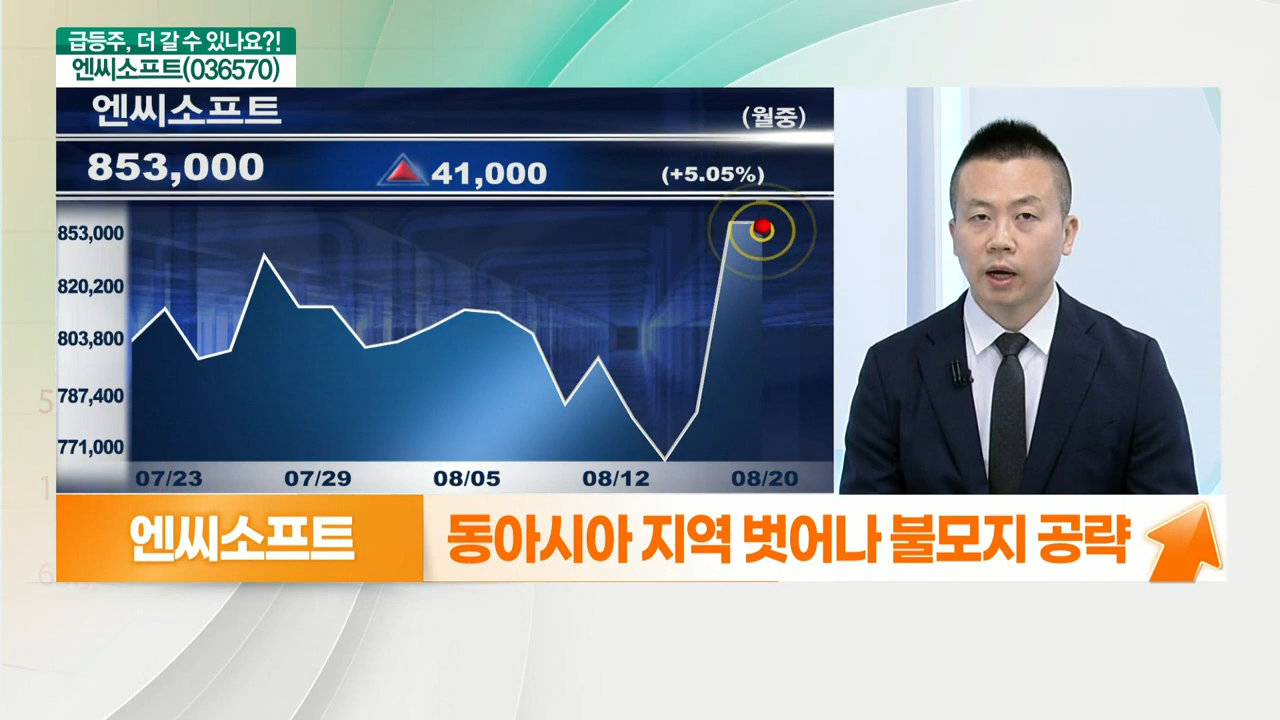 급등주, 더 갈 수 있나요?!
엔씨소프트(036570)
엔씨소프트
(월중)
853,000
41,000
(+5.05%)
853,000
820,200
803,800
787,400
771,000
07/23
07/29
08/05
08/12
08/20
5
1
6
엔씨소프트
동아시아 지역 벗어나 불모지 공략